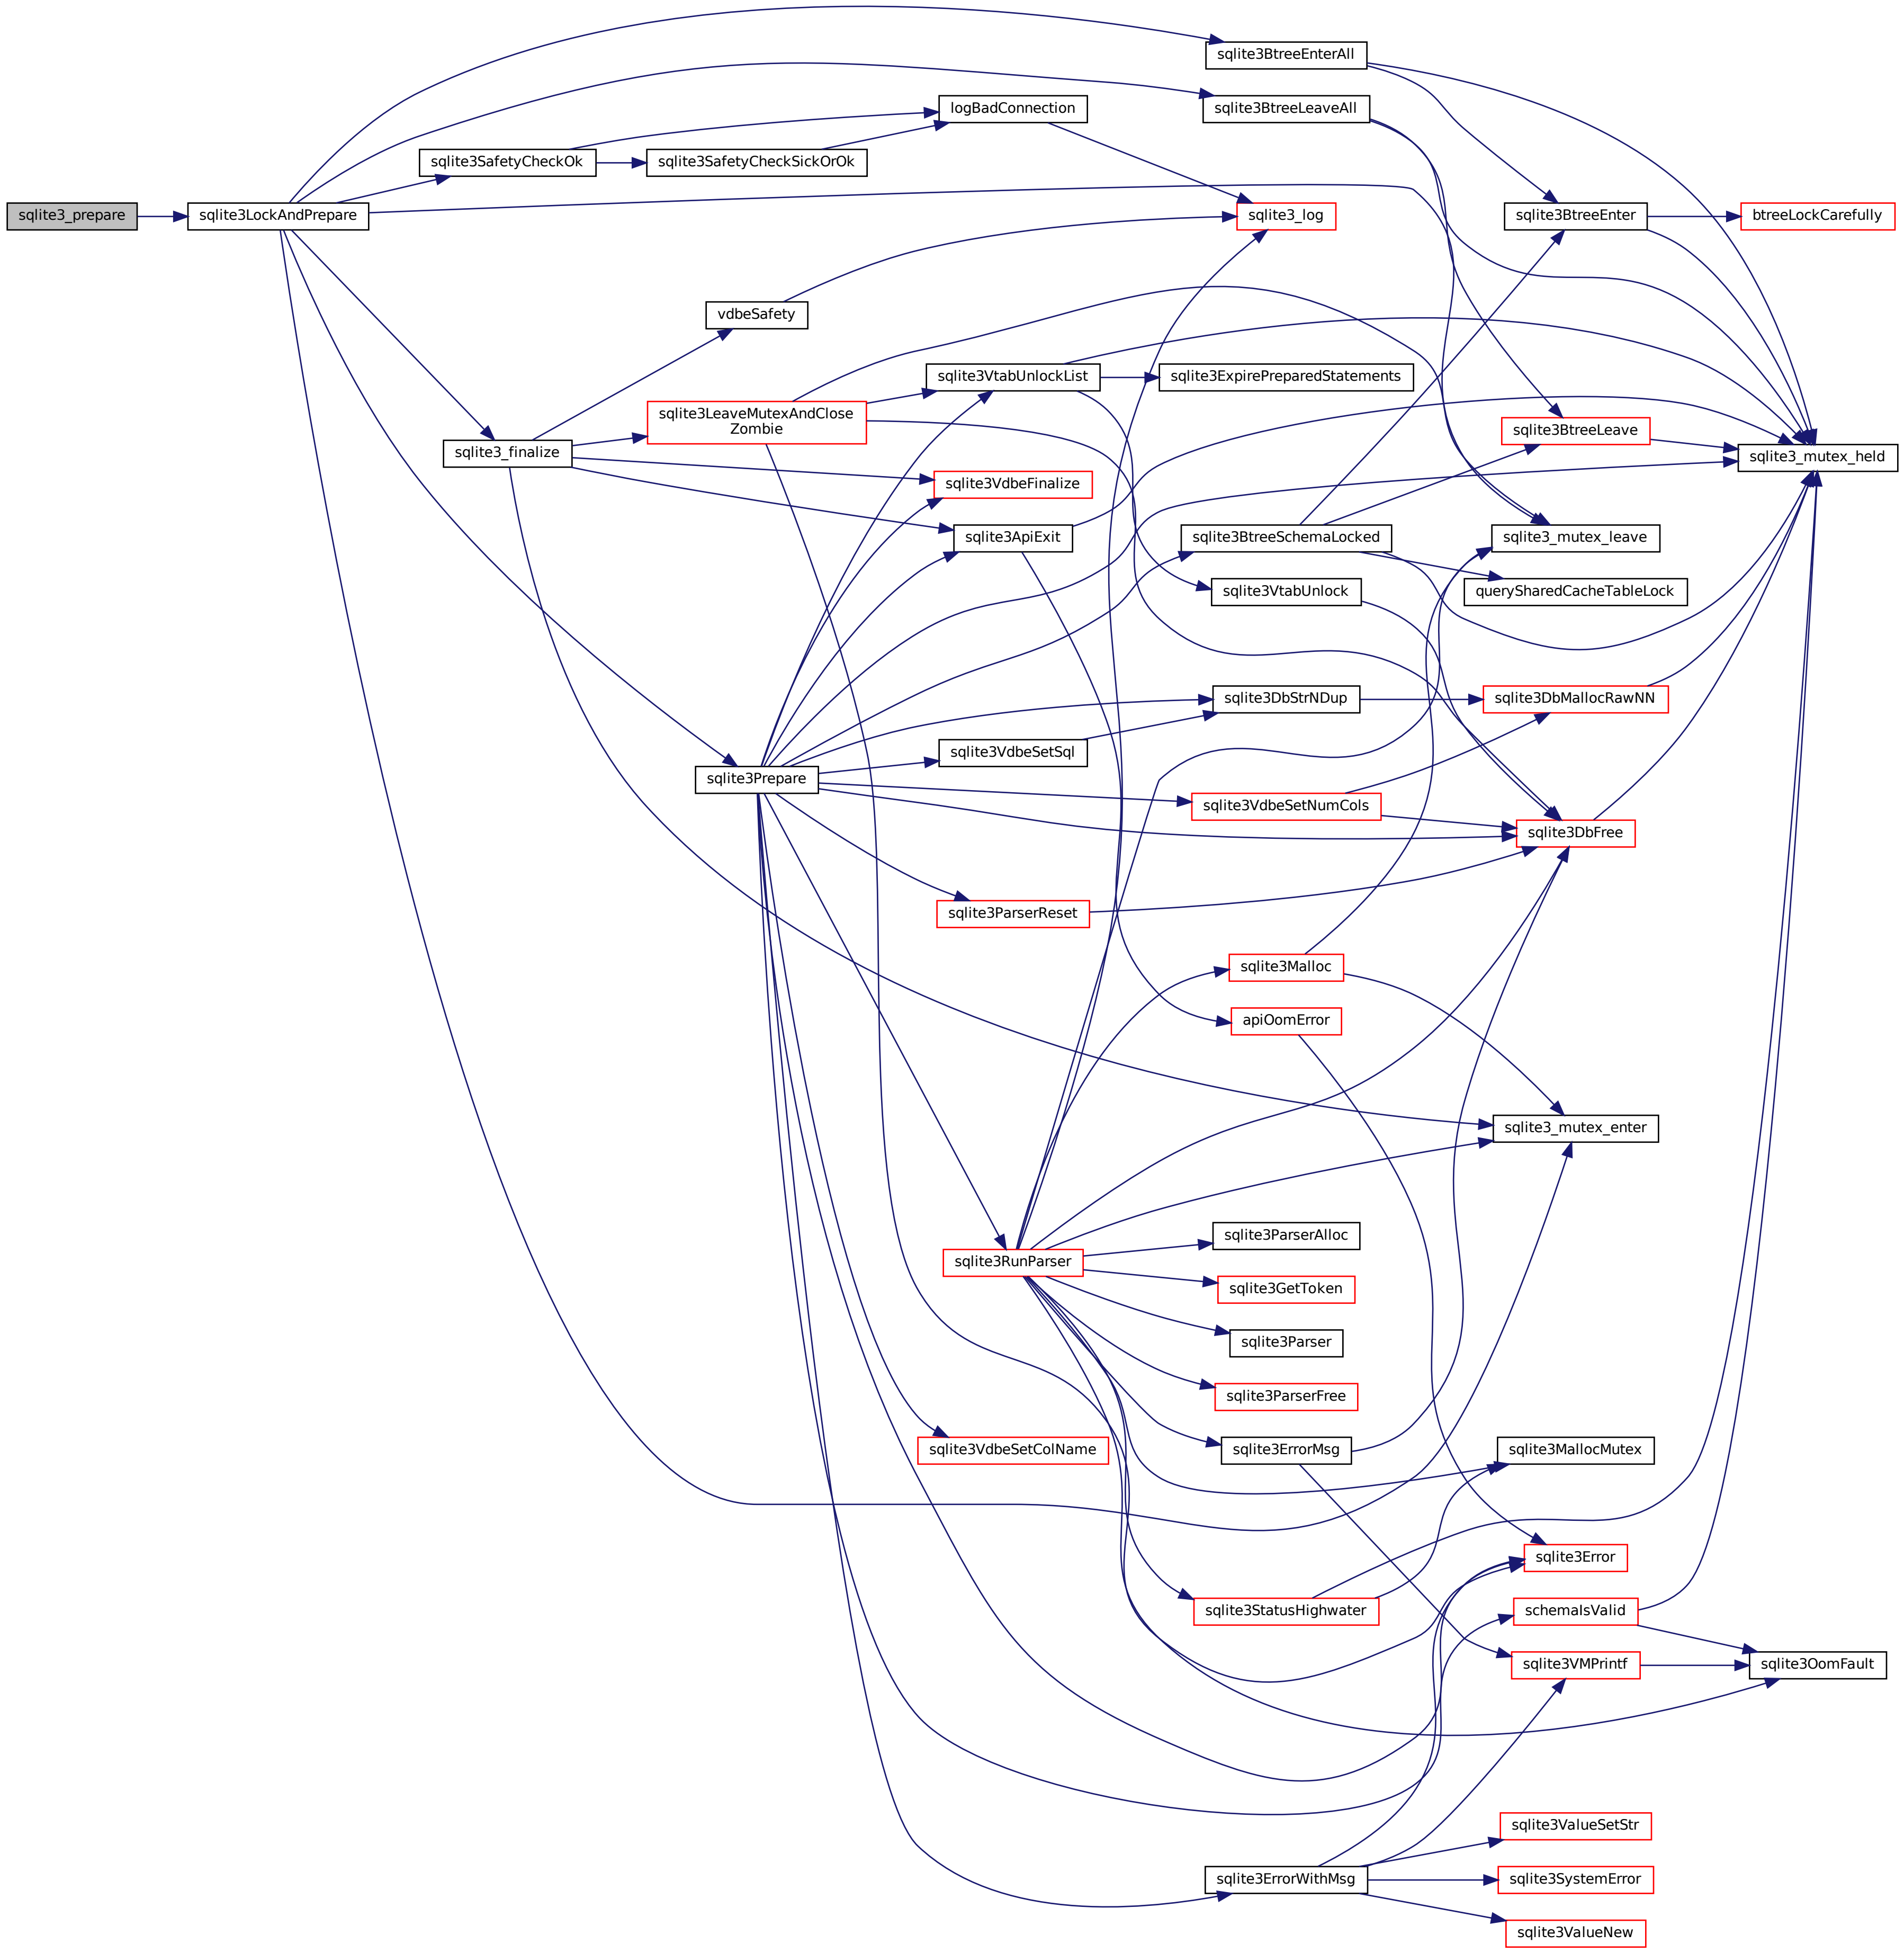 sqlite3BtreeEnterAll
logBadConnection
sqlite3BtreeLeaveAll
sqlite3SafetyCheckOk
sqlite3SafetyCheckSickOrOk
sqlite3_prepare
sqlite3LockAndPrepare
sqlite3_log
sqlite3BtreeEnter
btreeLockCarefully
vdbeSafety
sqlite3VtabUnlockList
sqlite3ExpirePreparedStatements
sqlite3LeaveMutexAndClose
Zombie
sqlite3BtreeLeave
sqlite3_finalize
sqlite3_mutex_held
sqlite3VdbeFinalize
sqlite3ApiExit
sqlite3BtreeSchemaLocked
sqlite3_mutex_leave
sqlite3VtabUnlock
querySharedCacheTableLock
sqlite3DbStrNDup
sqlite3DbMallocRawNN
sqlite3VdbeSetSql
sqlite3Prepare
sqlite3VdbeSetNumCols
sqlite3DbFree
sqlite3ParserReset
sqlite3Malloc
apiOomError
sqlite3_mutex_enter
sqlite3ParserAlloc
sqlite3RunParser
sqlite3GetToken
sqlite3Parser
sqlite3ParserFree
sqlite3VdbeSetColName
sqlite3ErrorMsg
sqlite3MallocMutex
sqlite3Error
sqlite3StatusHighwater
schemaIsValid
sqlite3VMPrintf
sqlite3OomFault
sqlite3ValueSetStr
sqlite3ErrorWithMsg
sqlite3SystemError
sqlite3ValueNew